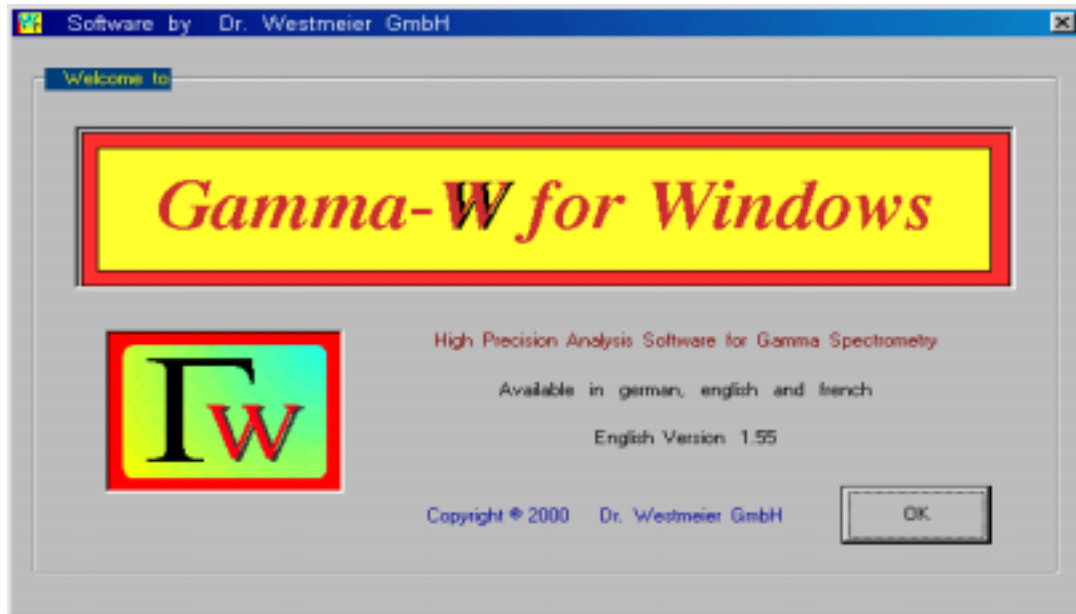 Software by Dr. Westmeier GmbH
Welcome to
Gamma-W for Windows
Γw
High Precision Analysis Software for Gamma Spectrometry
Available in german, english and french
English Version 1.55
Copyright © 2000 Dr. Westmeier GmbH
OK